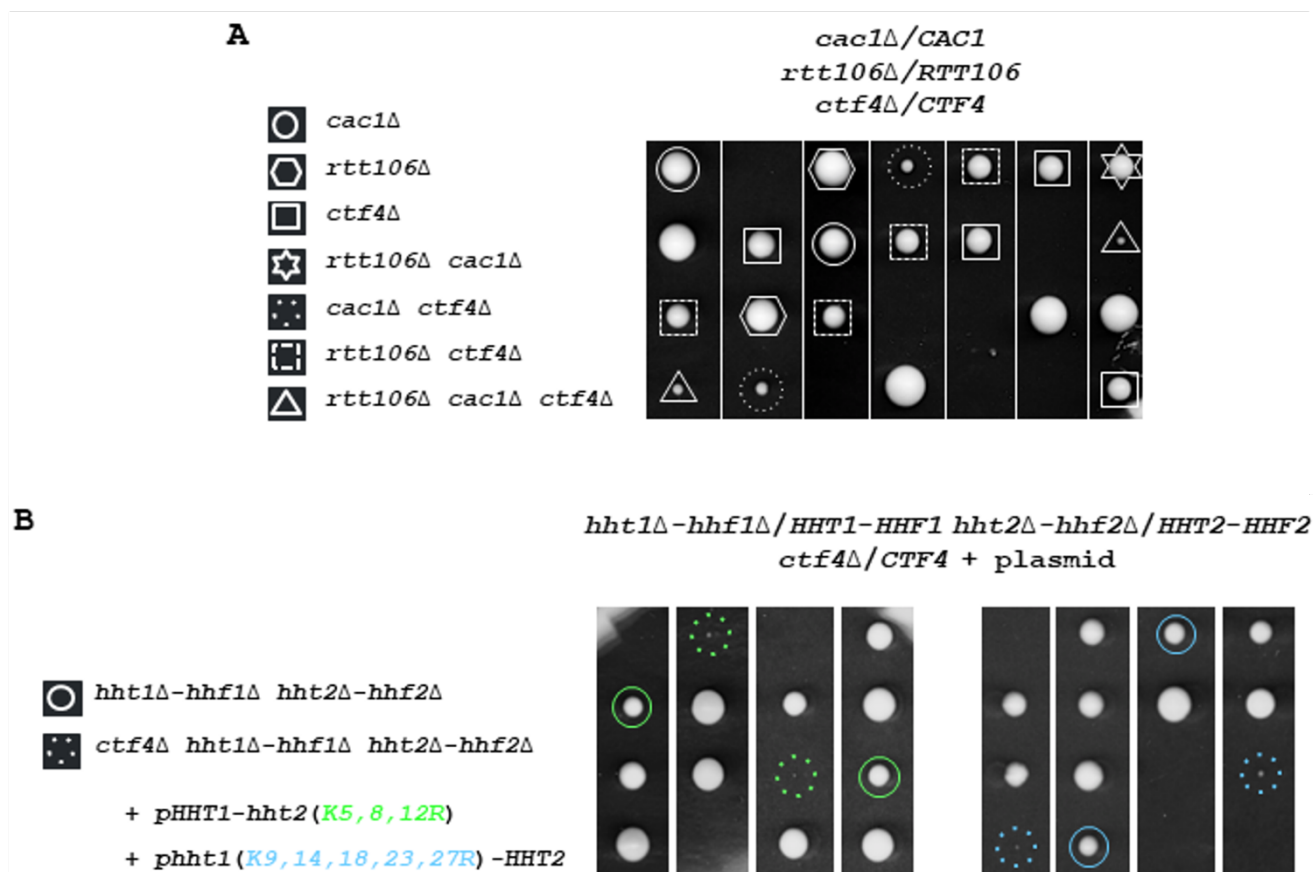 A
cac1Δ/CAC1
rtt106Δ/RTT106
ctf4Δ/CTF4
cac1Δ
rtt106Δ
ctf4Δ
rtt106Δ cac1Δ
cac1Δ ctf4Δ
rtt106Δ ctf4Δ
rtt106Δ cac1Δ ctf4Δ
B
hht1Δ-hhf1Δ/HHT1-HHF1 hht2Δ-hhf2Δ/HHT2-HHF2
ctf4Δ/CTF4 + plasmid
hht1Δ-hhf1Δ hht2Δ-hhf2Δ
ctf4Δ hht1Δ-hhf1Δ hht2Δ-hhf2Δ
+ pHHT1-hht2(K5,8,12R)
+ phht1(K9,14,18,23,27R)-HHT2